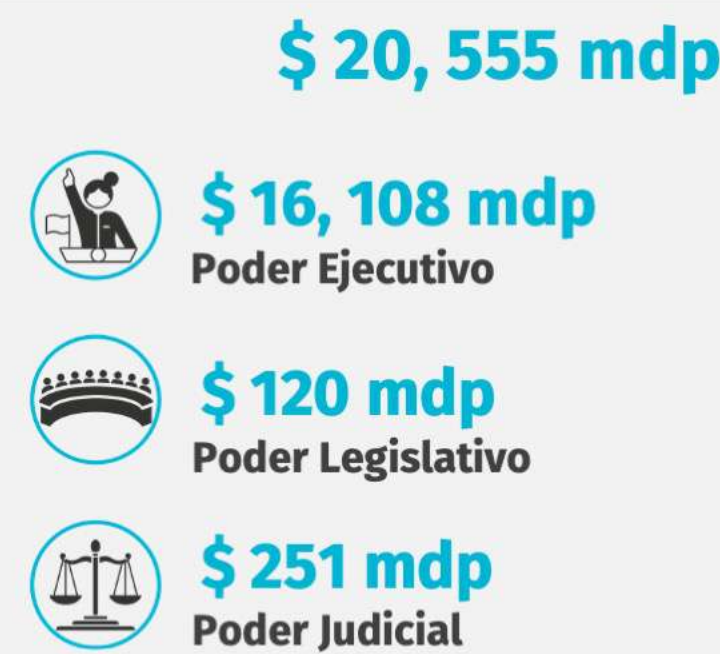 $ 20, 555 mdp
$ 16, 108 mdp
Poder Ejecutivo
$ 120 mdp
Poder Legislativo
$ 251 mdp
Poder Judicial